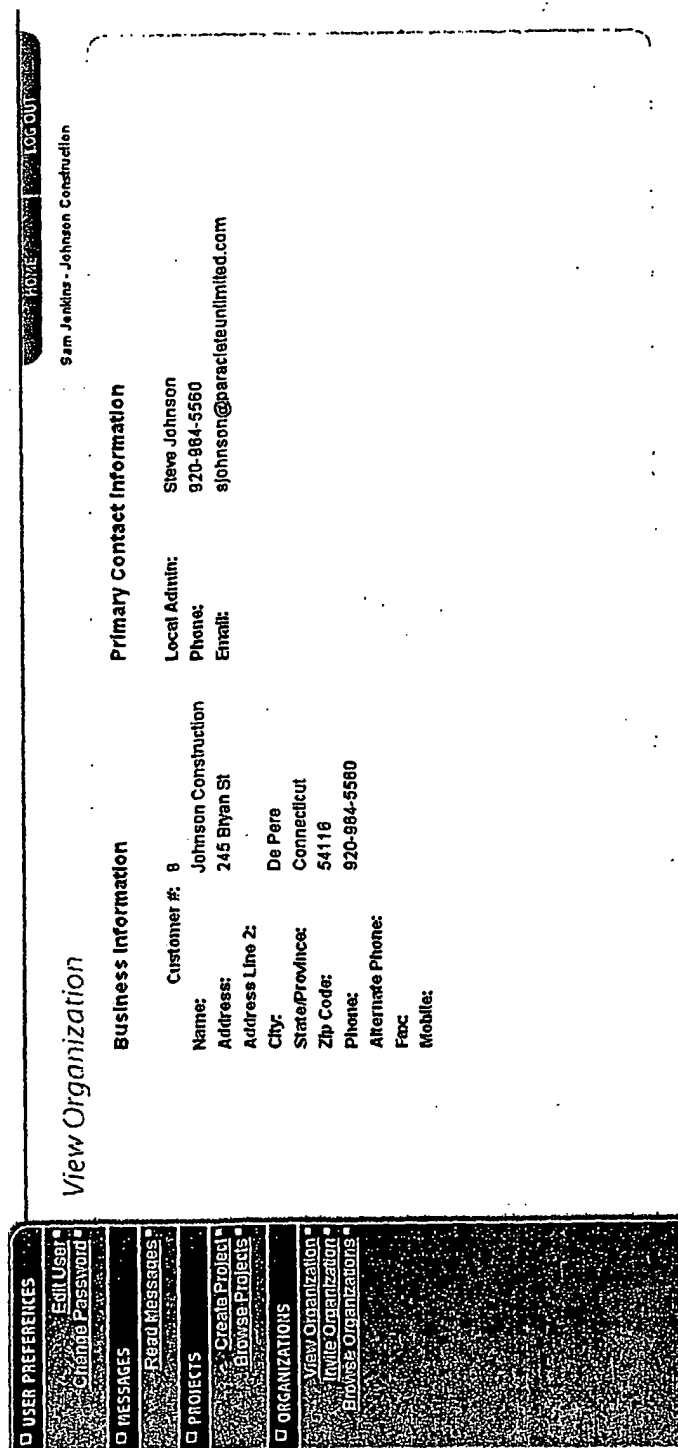 HOME
LOG OUT
Sam Jenkins - Johnson Construction
USER PREFERENCES
Edit User
Change Password
MESSAGES
Read Messages
PROJECTS
Create Project
Browse Projects
ORGANIZATIONS
View Organization
Invite Organization
Browse Organizations
View Organization
Business Information
Customer #: 8
Name: Johnson Construction
Address: 245 Bryan St
Address Line 2:
City: De Pere
State/Province: Connecticut
Zip Code: 54116
Phone: 920-964-5560
Alternate Phone:
Fax:
Mobile:
Primary Contact Information
Local Admin: Steve Johnson
Phone: 920-964-5560
Email: sjohnson@paracleteunlimited.com